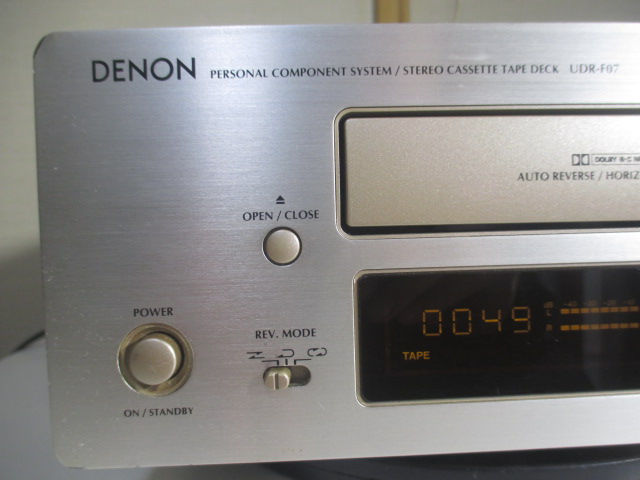 DENON PERSONAL COMPONENT SYSTEM / STEREO CASSETTE TAPE DECK UDR-F07
DOLBY B-C
AUTO REVERSE / HORIZ
OPEN / CLOSE
POWER
REV. MODE
0049
TAPE
ON / STANDBY